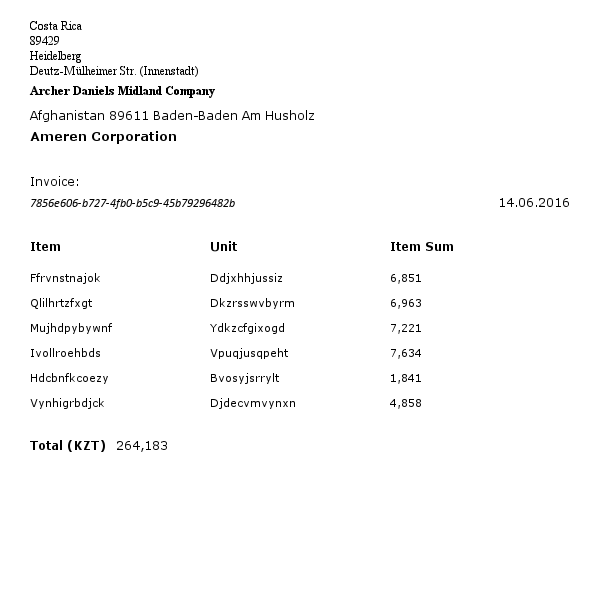 Costa Rica
89429
Heidelberg
Deutz-Mülheimer Str. (Innenstadt)
Archer Daniels Midland Company
Afghanistan 89611 Baden-Baden Am Husholz
Ameren Corporation
Invoice:
7856e606-b727-4fb0-b5c9-45b79296482b 14.06.2016
Item Unit Item Sum
Ffrvnstnajok Ddjxhhjussiz 6,851
Qlilhrtzfxgt Dkzrsswvbyrm 6,963
Mujhdpybywnf Ydkzcfgixogd 7,221
Ivollroehbds Vpuqjusqpeht 7,634
Hdcbnfkcoezy Bvosyjsrrylt 1,841
Vynhigrbdjck Djdecvmvynxn 4,858
Total (KZT) 264,183